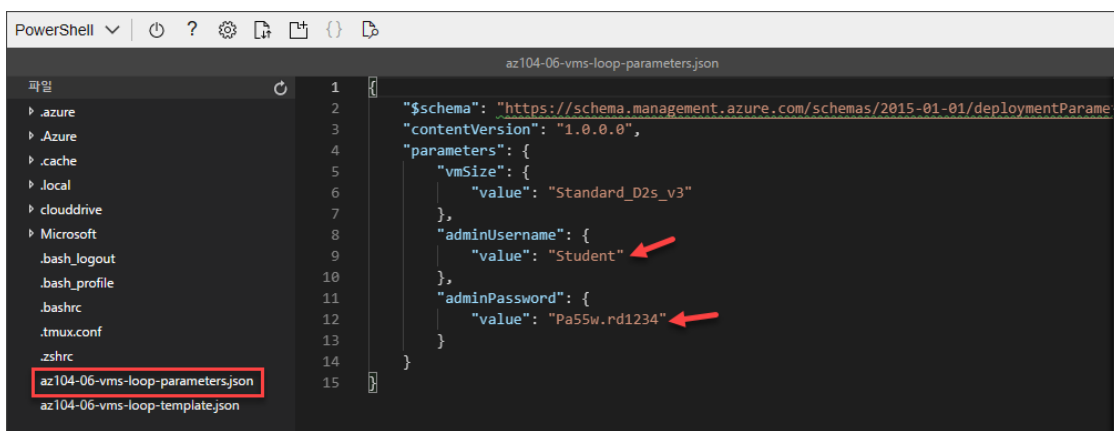 PowerShell
az104-06-vms-loop-parameters.json
파일
.azure
.Azure
.cache
.local
clouddrive
Microsoft
.bash_logout
.bash_profile
.bashrc
.tmux.conf
.zshrc
az104-06-vms-loop-parameters.json
az104-06-vms-loop-template.json
1 {
2 "$schema": "https://schema.management.azure.com/schemas/2015-01-01/deploymentParame
3 "contentVersion": "1.0.0.0",
4 "parameters": {
5 "vmSize": {
6 "value": "Standard_D2s_v3"
7 },
8 "adminUsername": {
9 "value": "Student"
10 },
11 "adminPassword": {
12 "value": "Pa55w.rd1234"
13 }
14 }
15 }